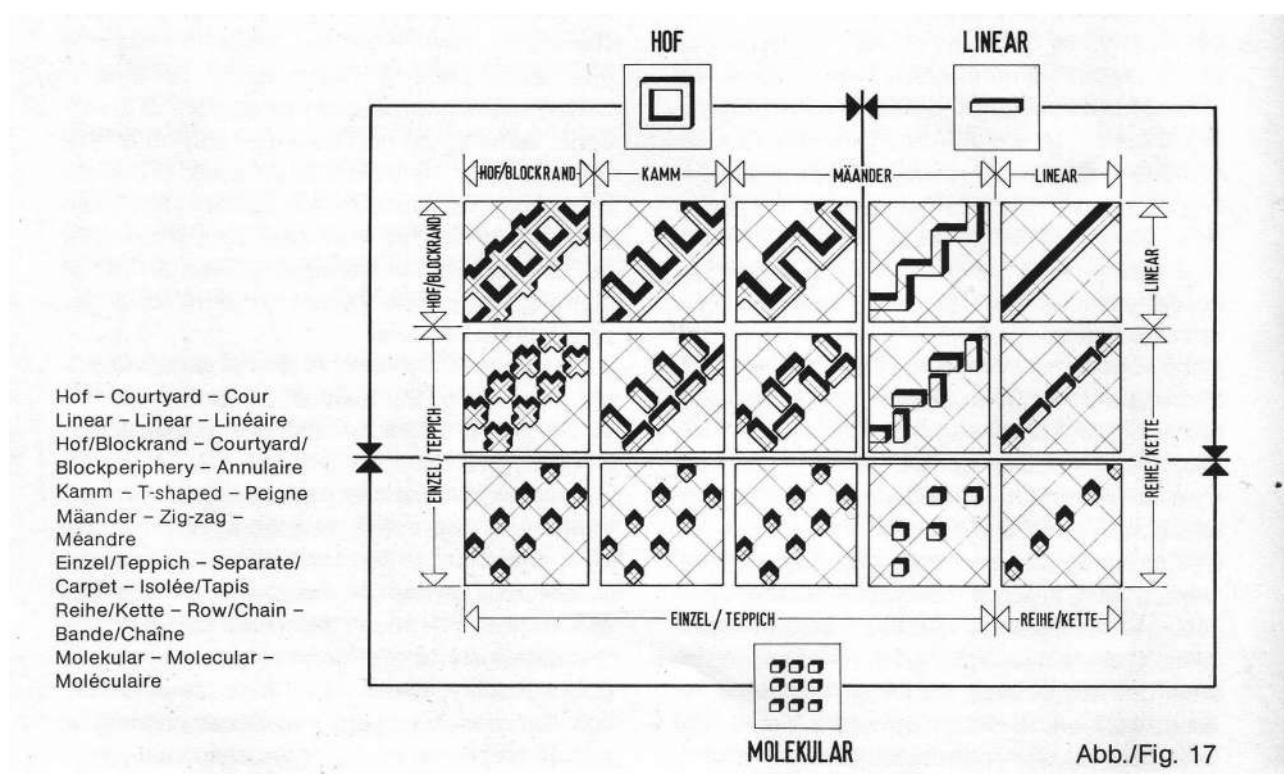 HOF
LINEAR
HOF/BLOCKRAND
KAMM
MÄANDER
LINEAR
HOF/BLOCKRAND
LINEAR
EINZEL/TEPPICH
REIHE/KETTE
Hof – Courtyard – Cour
Linear – Linear – Linéaire
Hof/Blockrand – Courtyard/
Blockperiphery – Annulaire
Kamm – T-shaped – Peigne
Mäander – Zig-zag –
Méandre
Einzel/Teppich – Separate/
Carpet – Isolée/Tapis
Reihe/Kette – Row/Chain –
Bande/Chaîne
Molekular – Molecular –
Moléculaire
EINZEL/TEPPICH
REIHE/KETTE
MOLEKULAR
Abb./Fig. 17